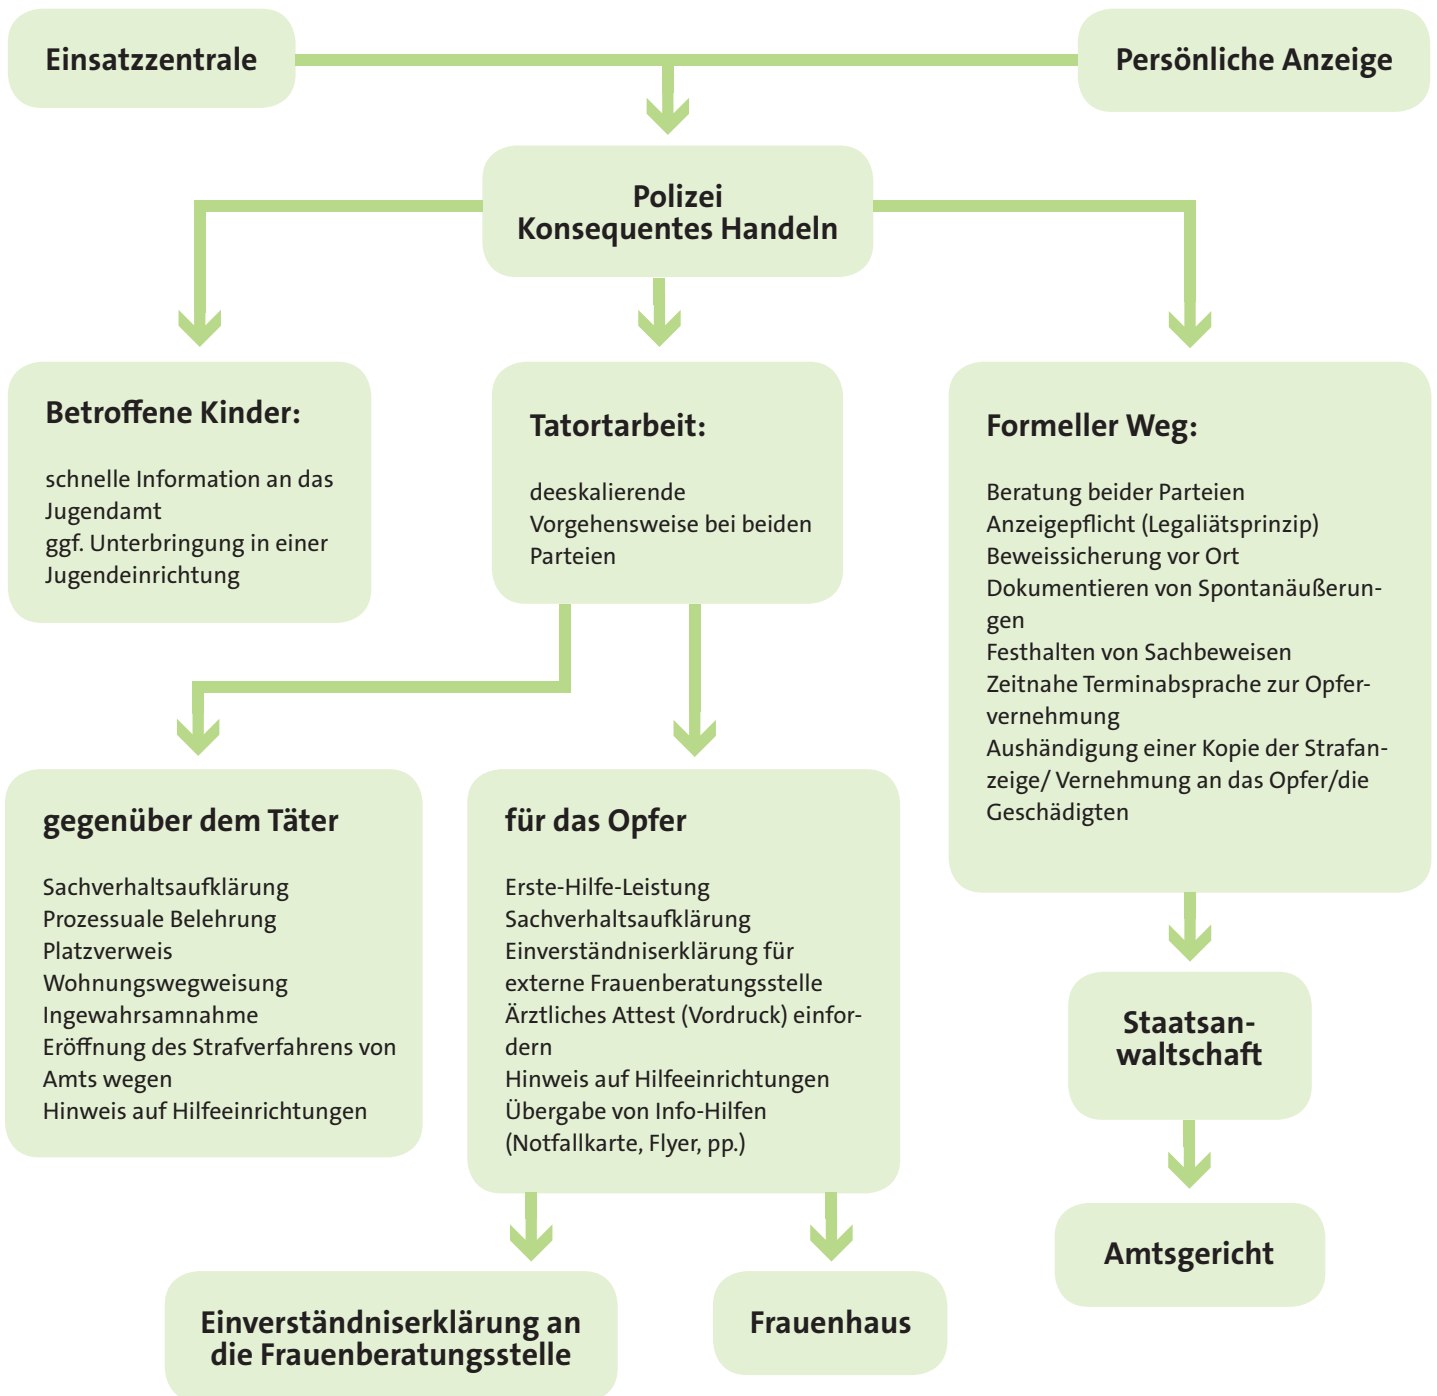 Einsatzzentrale
Persönliche Anzeige
Polizei
Konsequentes Handeln
Betroffene Kinder:
schnelle Information an das
Jugendamt
ggf. Unterbringung in einer
Jugendeinrichtung
Tatortarbeit:
deeskalierende
Vorgehensweise bei beiden
Parteien
Formeller Weg:
Beratung beider Parteien
Anzeigepflicht (Legaliätsprinzip)
Beweissicherung vor Ort
Dokumentieren von Spontanäußerun-
gen
Festhalten von Sachbeweisen
Zeitnahe Terminabsprache zur Opfer-
vernehmung
Aushändigung einer Kopie der Strafan-
zeige/ Vernehmung an das Opfer/die
Geschädigten
gegenüber dem Täter
Sachverhaltsaufklärung
Prozessuale Belehrung
Platzverweis
Wohnungswegweisung
Ingewahrsamnahme
Eröffnung des Strafverfahrens von
Amts wegen
Hinweis auf Hilfeeinrichtungen
für das Opfer
Erste-Hilfe-Leistung
Sachverhaltsaufklärung
Einverständniserklärung für
externe Frauenberatungsstelle
Ärztliches Attest (Vordruck) einfor-
dern
Hinweis auf Hilfeeinrichtungen
Übergabe von Info-Hilfen
(Notfallkarte, Flyer, pp.)
Staatsan-
waltschaft
Amtsgericht
Einverständniserklärung an
die Frauenberatungsstelle
Frauenhaus